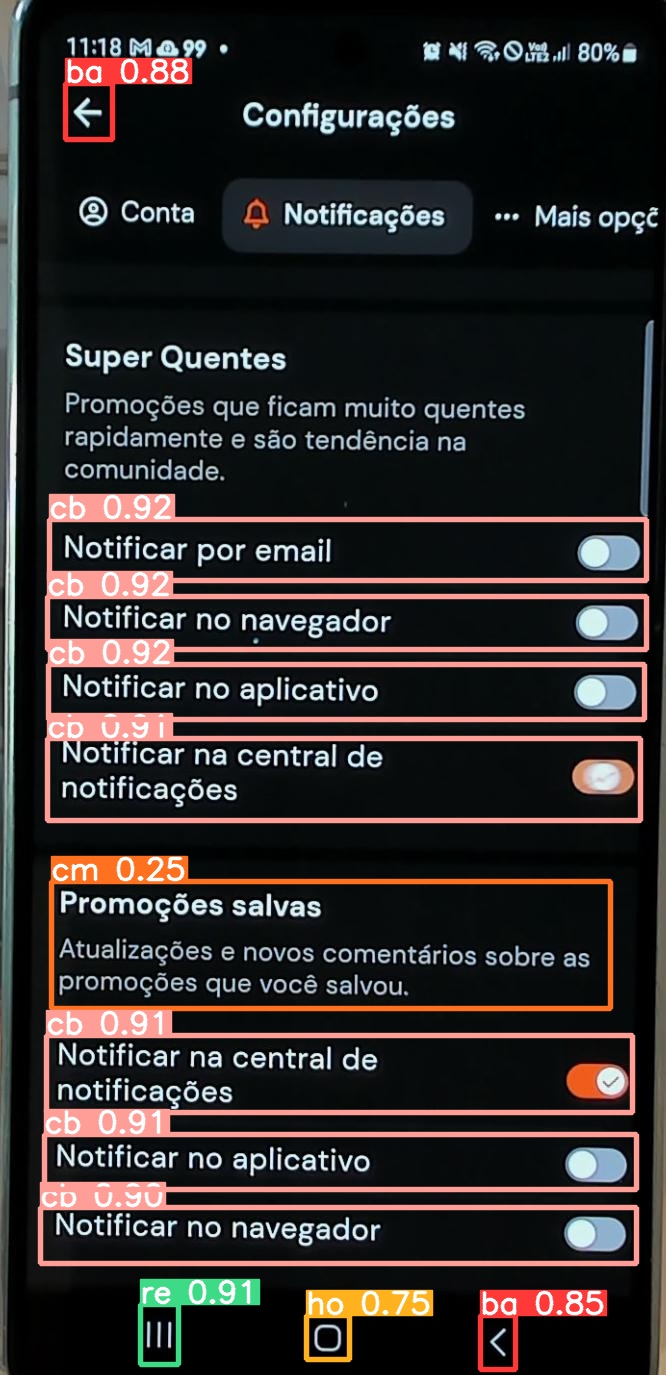 11:18 99 80%
ba 0.88
Configurações
Conta Notificações Mais opçõ
Super Quentes
Promoções que ficam muito quentes
rapidamente e são tendência na
comunidade.
cb 0.92
Notificar por email
cb 0.92
Notificar no navegador
cb 0.92
Notificar no aplicativo
cb 0.91
Notificar na central de
notificações
cm 0.25
Promoções salvas
Atualizações e novos comentários sobre as
promoções que você salvou.
cb 0.91
Notificar na central de
notificações
cb 0.91
Notificar no aplicativo
cb 0.90
Notificar no navegador
re 0.91
ho 0.75
ba 0.85